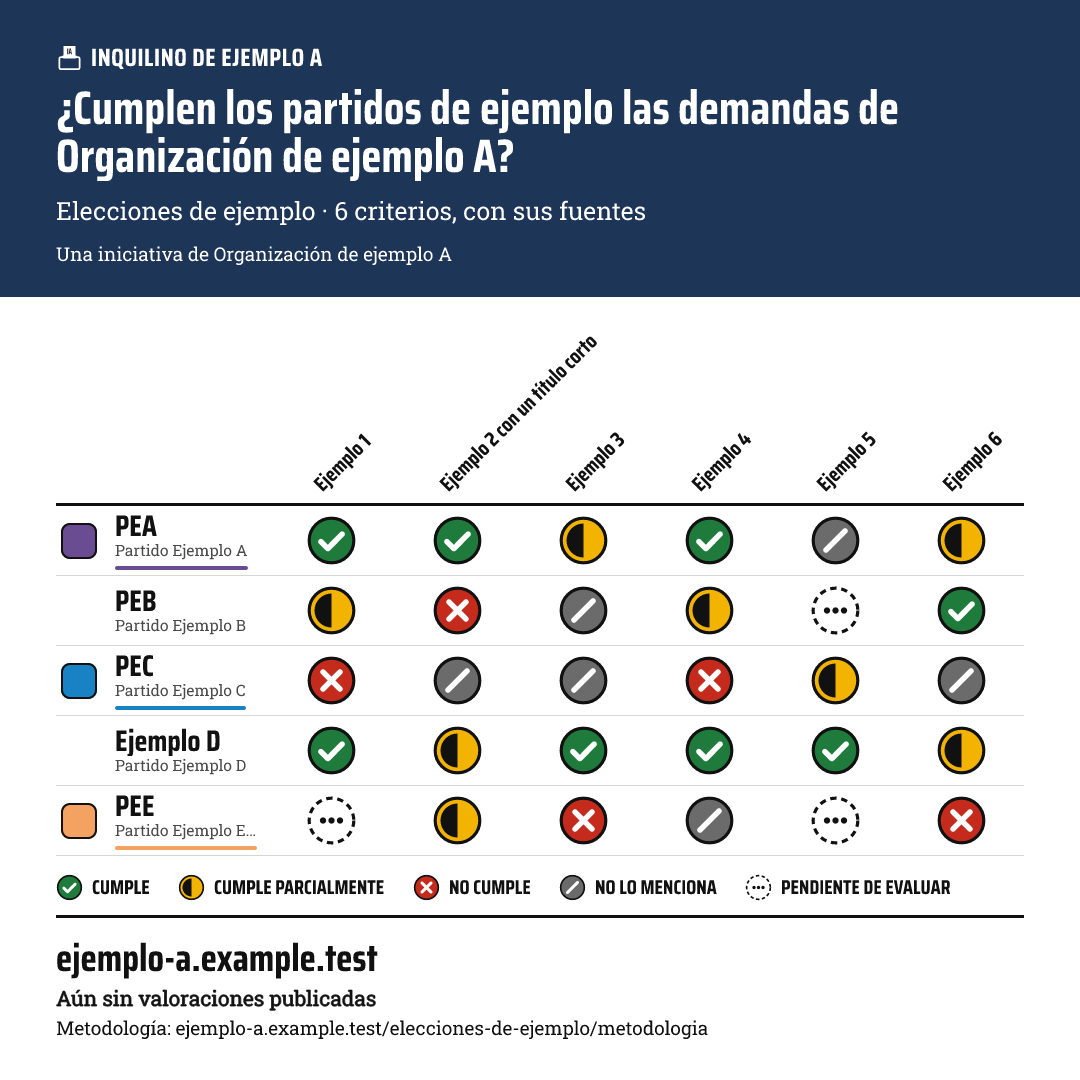 IA
INQUILINO DE EJEMPLO A
¿Cumplen los partidos de ejemplo las demandas de
Organización de ejemplo A?
Elecciones de ejemplo · 6 criterios, con sus fuentes
Una iniciativa de Organización de ejemplo A
Ejemplo 1
Ejemplo 2 con un título corto
Ejemplo 3
Ejemplo 4
Ejemplo 5
Ejemplo 6
PEA
Partido Ejemplo A
PEB
Partido Ejemplo B
PEC
Partido Ejemplo C
Ejemplo D
Partido Ejemplo D
PEE
Partido Ejemplo E...
CUMPLE
CUMPLE PARCIALMENTE
NO CUMPLE
NO LO MENCIONA
PENDIENTE DE EVALUAR
ejemplo-a.example.test
Aún sin valoraciones publicadas
Metodología: ejemplo-a.example.test/elecciones-de-ejemplo/metodologia